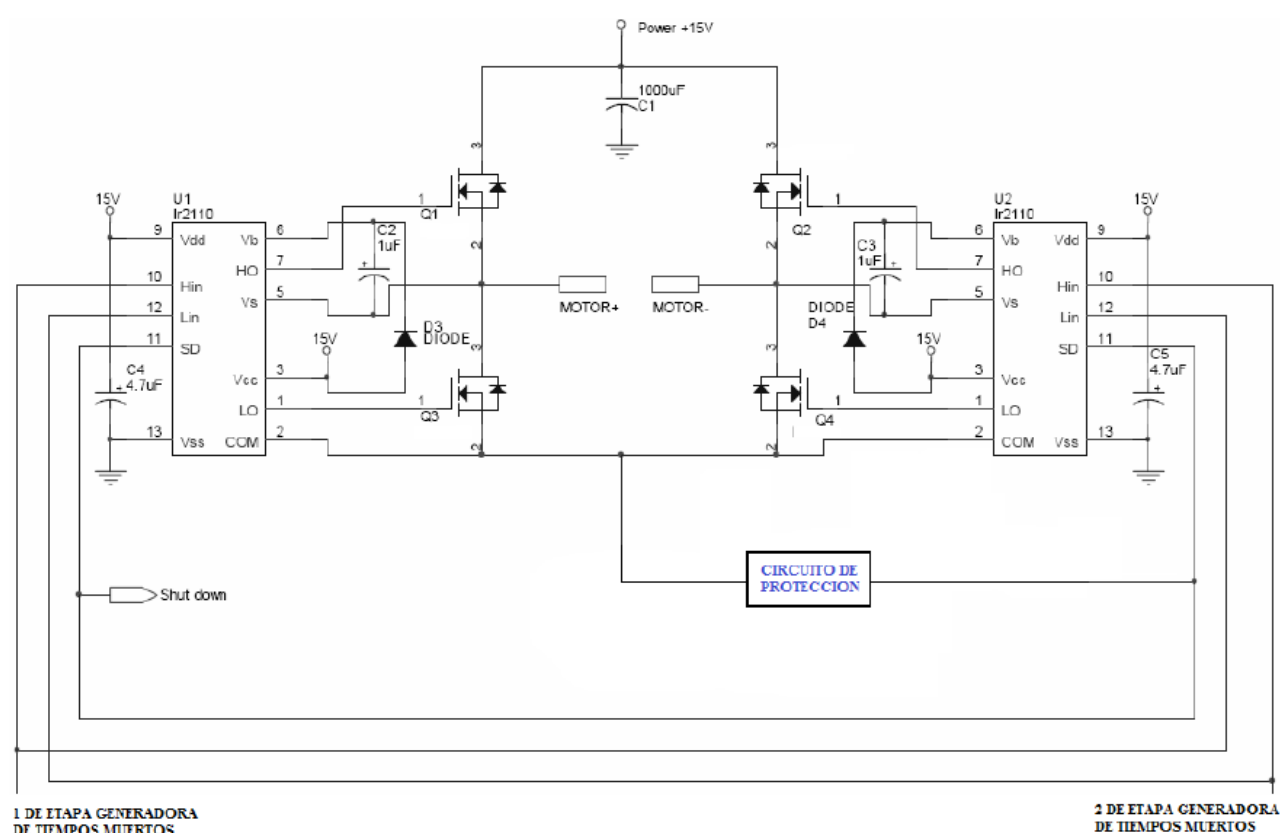 Power +15V
1000uF
C1
3
3
15V
U1
Ir2110
1
Q1
1
Q2
U2
Ir2110
15V
9
Vdd
Vb
6
C2
1uF
+
2
2
C3
1uF
+
6
Vb
Vdd
9
10
Hin
HO
7
7
HO
Hin
10
12
Lin
Vs
5
MOTOR+
MOTOR-
5
Vs
Lin
12
11
SD
D3
DIODE
DIODE
D4
SD
11
15V
15V
3
3
C4
4.7uF
+
Vcc
3
3
Vcc
C5
4.7uF
+
LO
1
1
Q3
1
Q4
1
LO
13
Vss
COM
2
2
2
2
COM
Vss
13
CIRCUITO DE
PROTECCION
Shut down
1 DE ETAPA GENERADORA
DE TIEMPOS MUERTOS
2 DE ETAPA GENERADORA
DE TIEMPOS MUERTOS